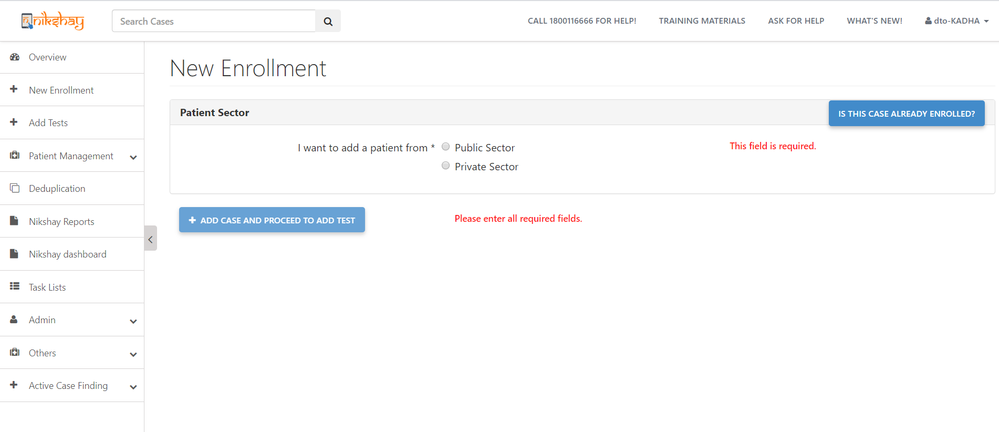 nikshay
Search Cases
CALL 1800116666 FOR HELP!
TRAINING MATERIALS
ASK FOR HELP
WHAT'S NEW!
dto-KADHA
Overview
New Enrollment
Add Tests
Patient Management
Deduplication
Nikshay Reports
Nikshay dashboard
Task Lists
Admin
Others
Active Case Finding
New Enrollment
Patient Sector
IS THIS CASE ALREADY ENROLLED?
I want to add a patient from * Public Sector
This field is required.
Private Sector
ADD CASE AND PROCEED TO ADD TEST
Please enter all required fields.